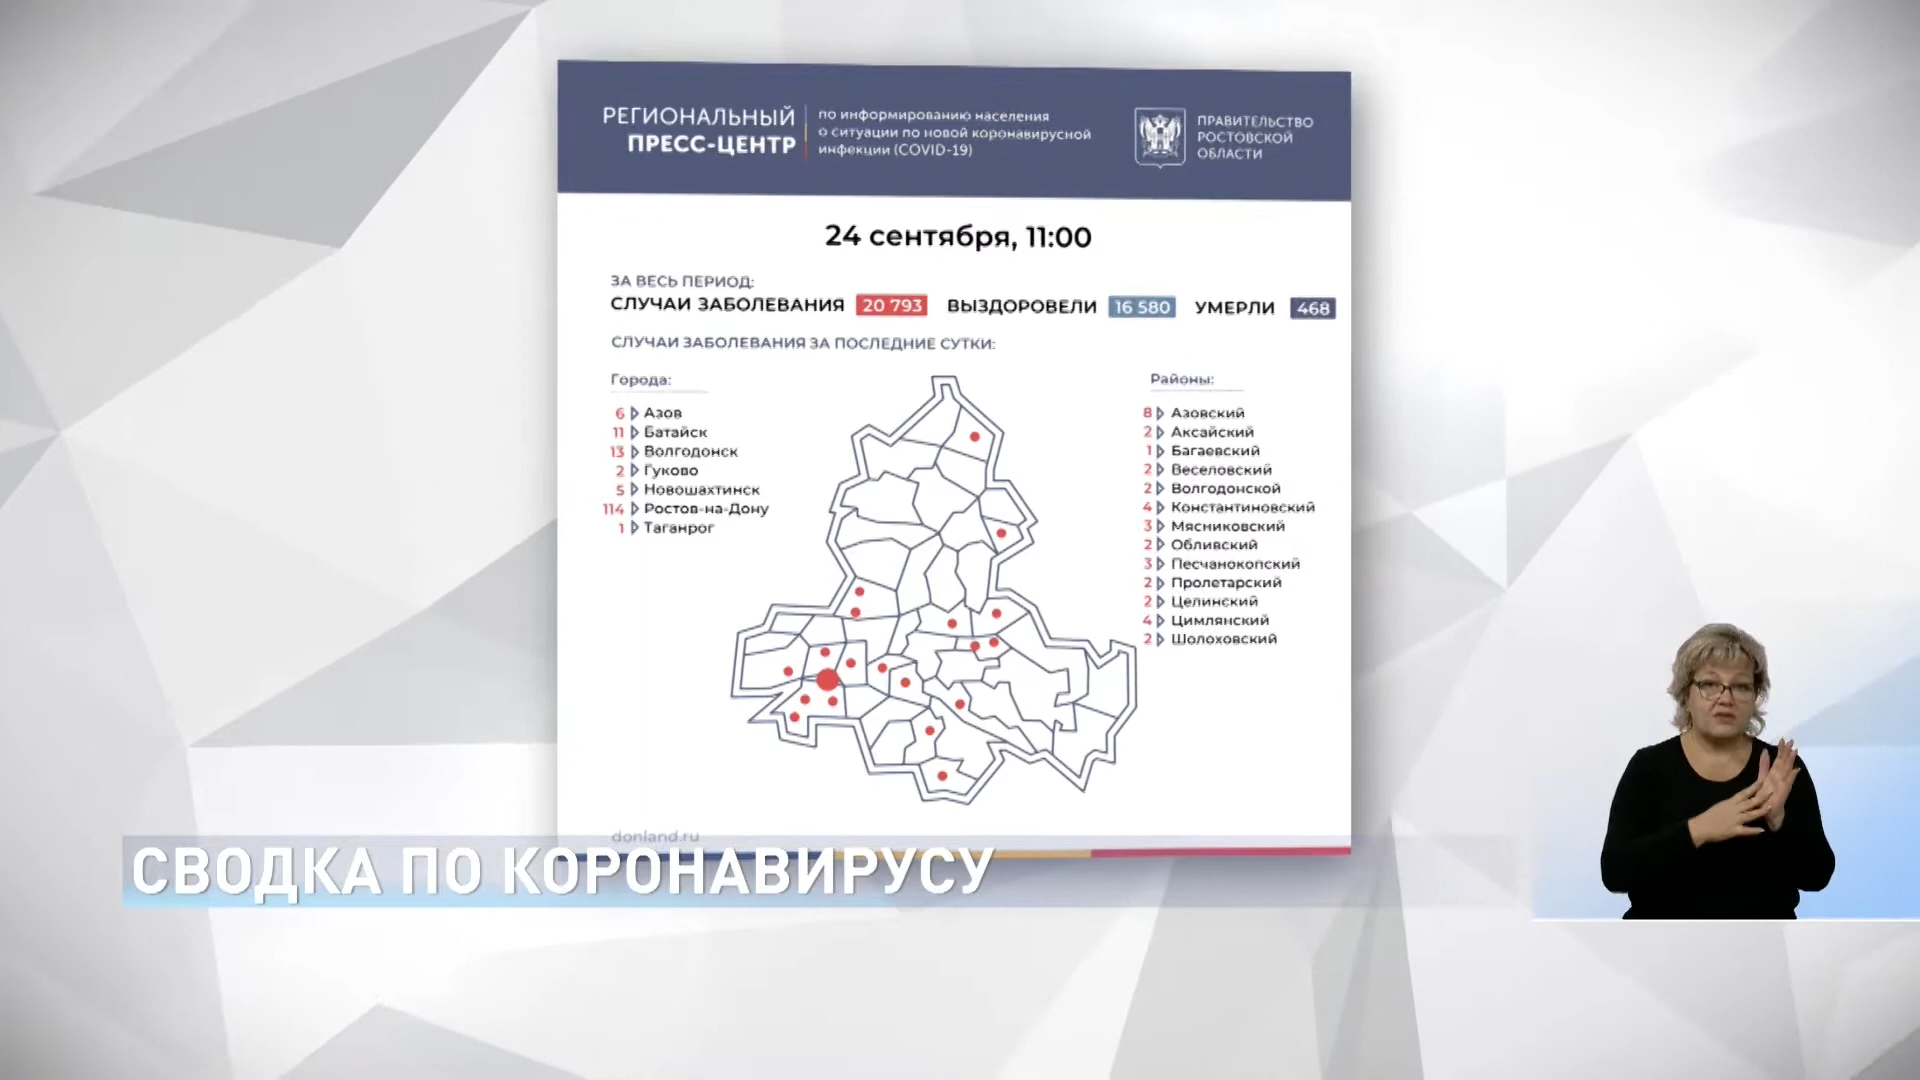 РЕГИОНАЛЬНЫЙ
ПРЕСС-ЦЕНТР
по информированию населения
о ситуации по новой коронавирусной
инфекции (COVID-19)
ПРАВИТЕЛЬСТВО
РОСТОВСКОЙ
ОБЛАСТИ
24 сентября, 11:00
ЗА ВЕСЬ ПЕРИОД:
СЛУЧАИ ЗАБОЛЕВАНИЯ 20 793 ВЫЗДОРОВЕЛИ 16 580 УМЕРЛИ 468
СЛУЧАИ ЗАБОЛЕВАНИЯ ЗА ПОСЛЕДНИЕ СУТКИ:
Города:
6 Азов
11 Батайск
13 Волгодонск
2 Гуково
5 Новошахтинск
114 Ростов-на-Дону
1 Таганрог
Районы:
8 Азовский
2 Аксайский
1 Багаевский
2 Веселовский
2 Волгодонской
4 Константиновский
3 Мясниковский
2 Обливский
3 Песчанокопский
2 Пролетарский
2 Целинский
4 Цимлянский
2 Шолоховский
donland.ru
СВОДКА ПО КОРОНАВИРУСУ